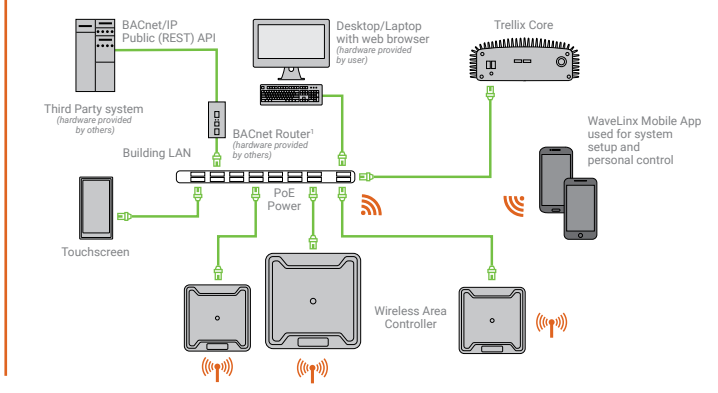 BACnet/IP
Public (REST) API
Desktop/Laptop
with web browser
(hardware provided
by user)
Trellix Core
Third Party system
(hardware provided
by others)
BACnet Router¹
(hardware provided
by others)
Building LAN
WaveLinx Mobile App
used for system
setup and
personal control
PoE
Power
Touchscreen
Wireless Area
Controller